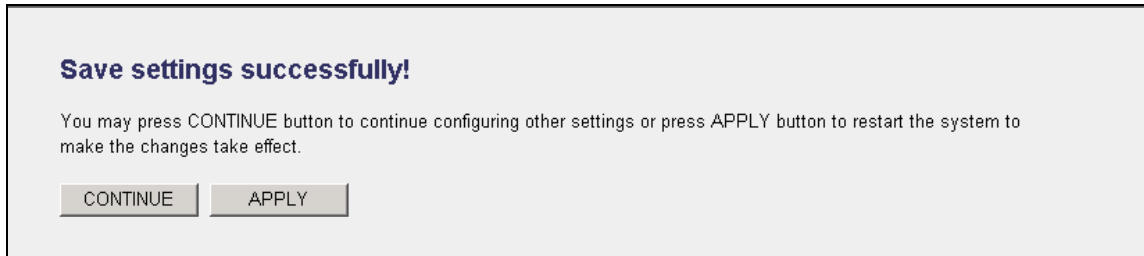 Save settings successfully!
You may press CONTINUE button to continue configuring other settings or press APPLY button to restart the system to
make the changes take effect.
CONTINUE
APPLY